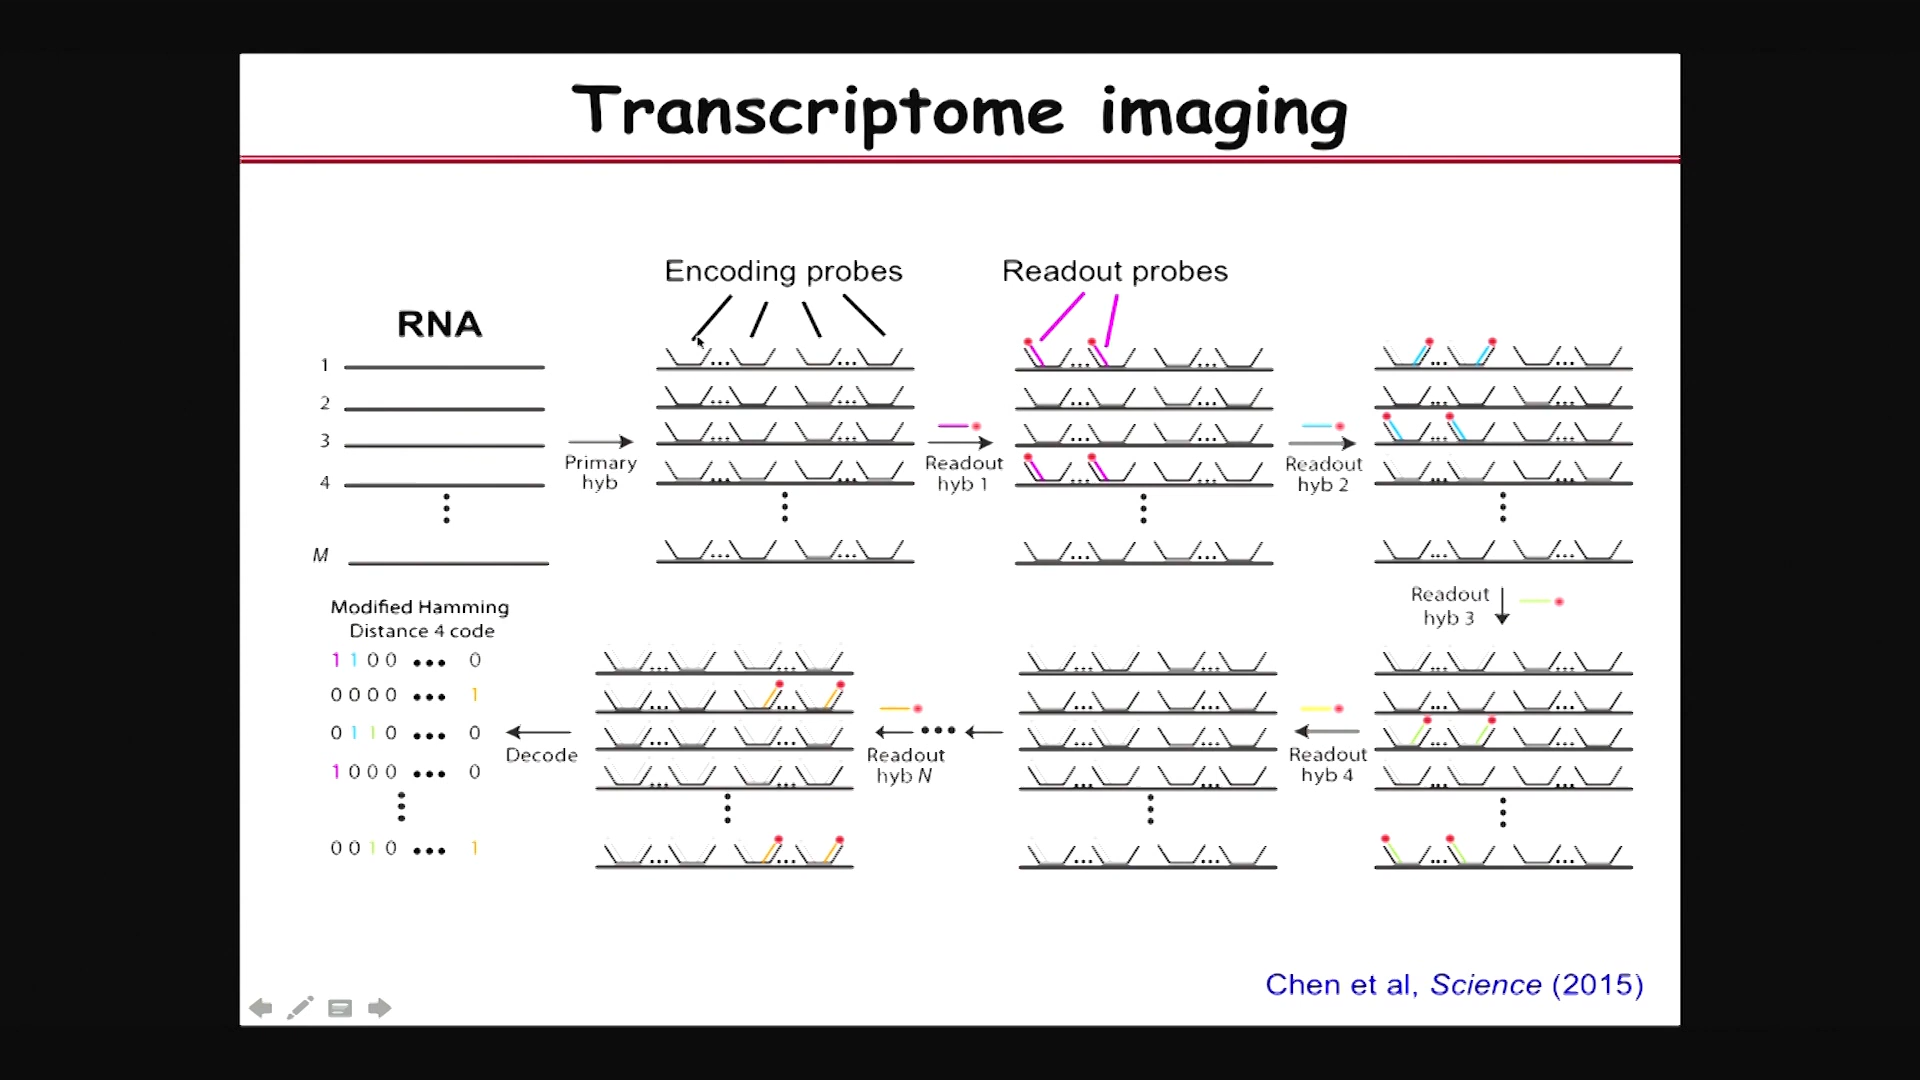 Transcriptome imaging
Encoding probes
Readout probes
RNA
1
2
3
4
M
Primary
hyb
Readout
hyb 1
Readout
hyb 2
Readout
hyb 3
Readout
hyb 4
Readout
hyb N
Decode
Modified Hamming
Distance 4 code
1 1 0 0 ••• 0
0 0 0 0 ••• 1
0 1 1 0 ••• 0
1 0 0 0 ••• 0
0 0 1 0 ••• 1
Chen et al, Science (2015)